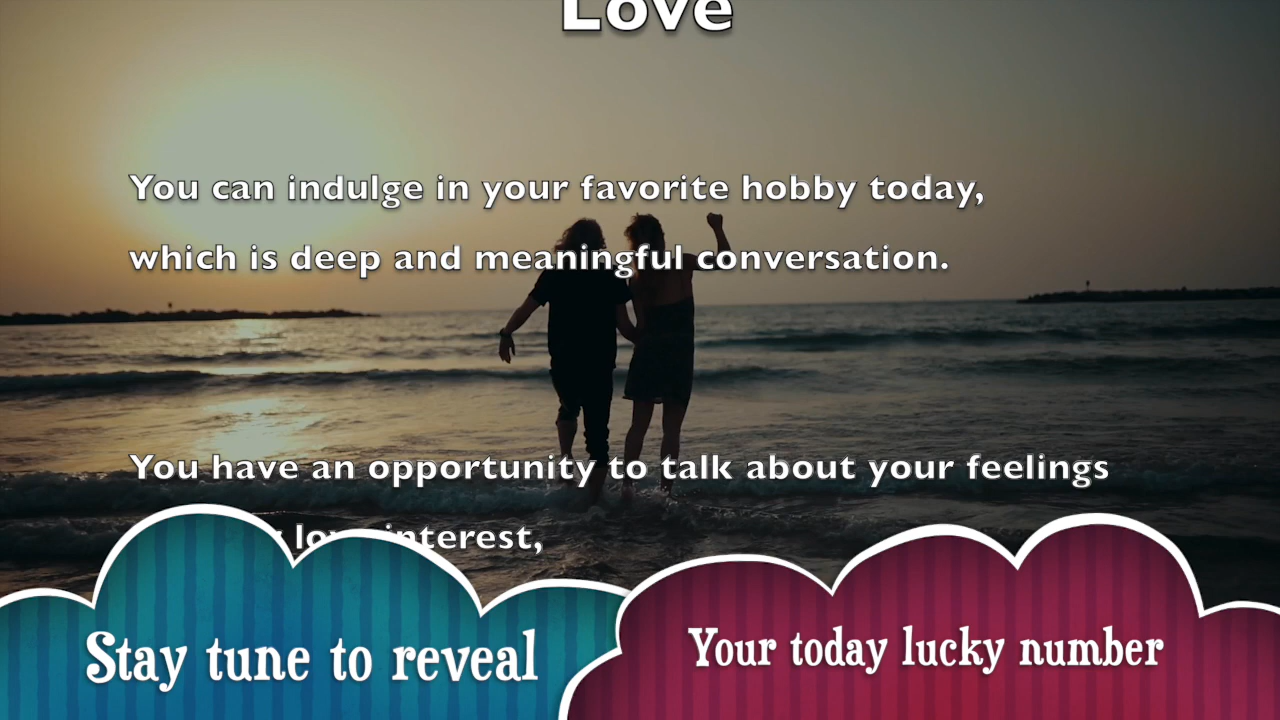 Love
You can indulge in your favorite hobby today,
which is deep and meaningful conversation.
You have an opportunity to talk about your feelings
interest,
Stay tune to reveal
Your today lucky number